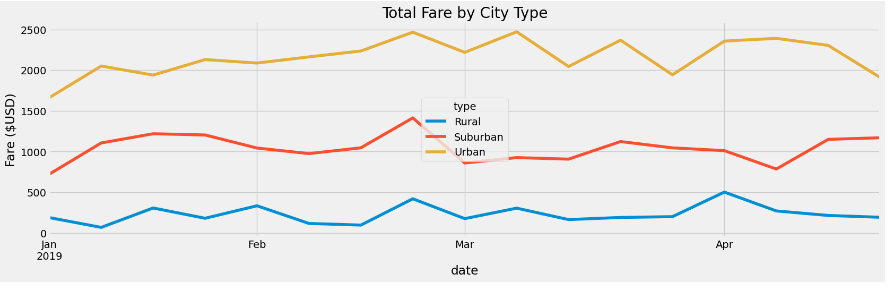 Total Fare by City Type
Fare ($USD)
2500
2000
1500
1000
500
0
type
Rural
Suburban
Urban
Jan
2019
Feb
Mar
Apr
date